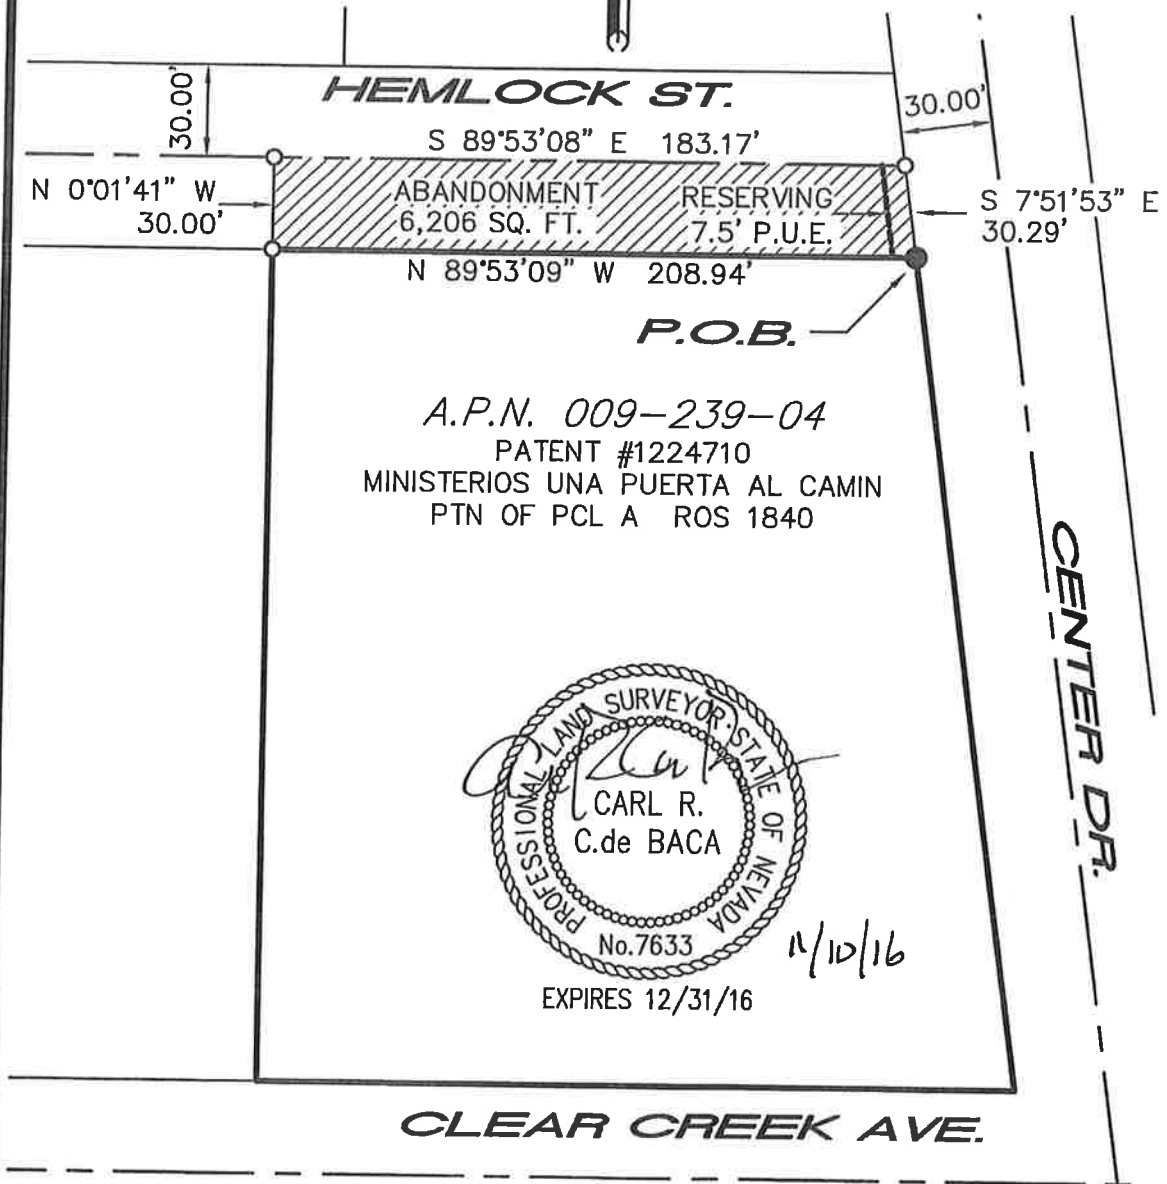 HEMLOCK ST.
30.00'
30.00'
S 89°53'08" E 183.17'
N 0°01'41" W
30.00'
ABANDONMENT
6,206 SQ. FT.
RESERVING
7.5' P.U.E.
S 7°51'53" E
30.29'
N 89°53'09" W 208.94'
P.O.B.
A.P.N. 009-239-04
PATENT #1224710
MINISTERIOS UNA PUERTA AL CAMIN
PTN OF PCL A ROS 1840
CENTER DR.
PROFESSIONAL LAND SURVEYOR·STATE OF NEVADA
CARL R.
C.de BACA
No.7633
11/10/16
EXPIRES 12/31/16
CLEAR CREEK AVE.